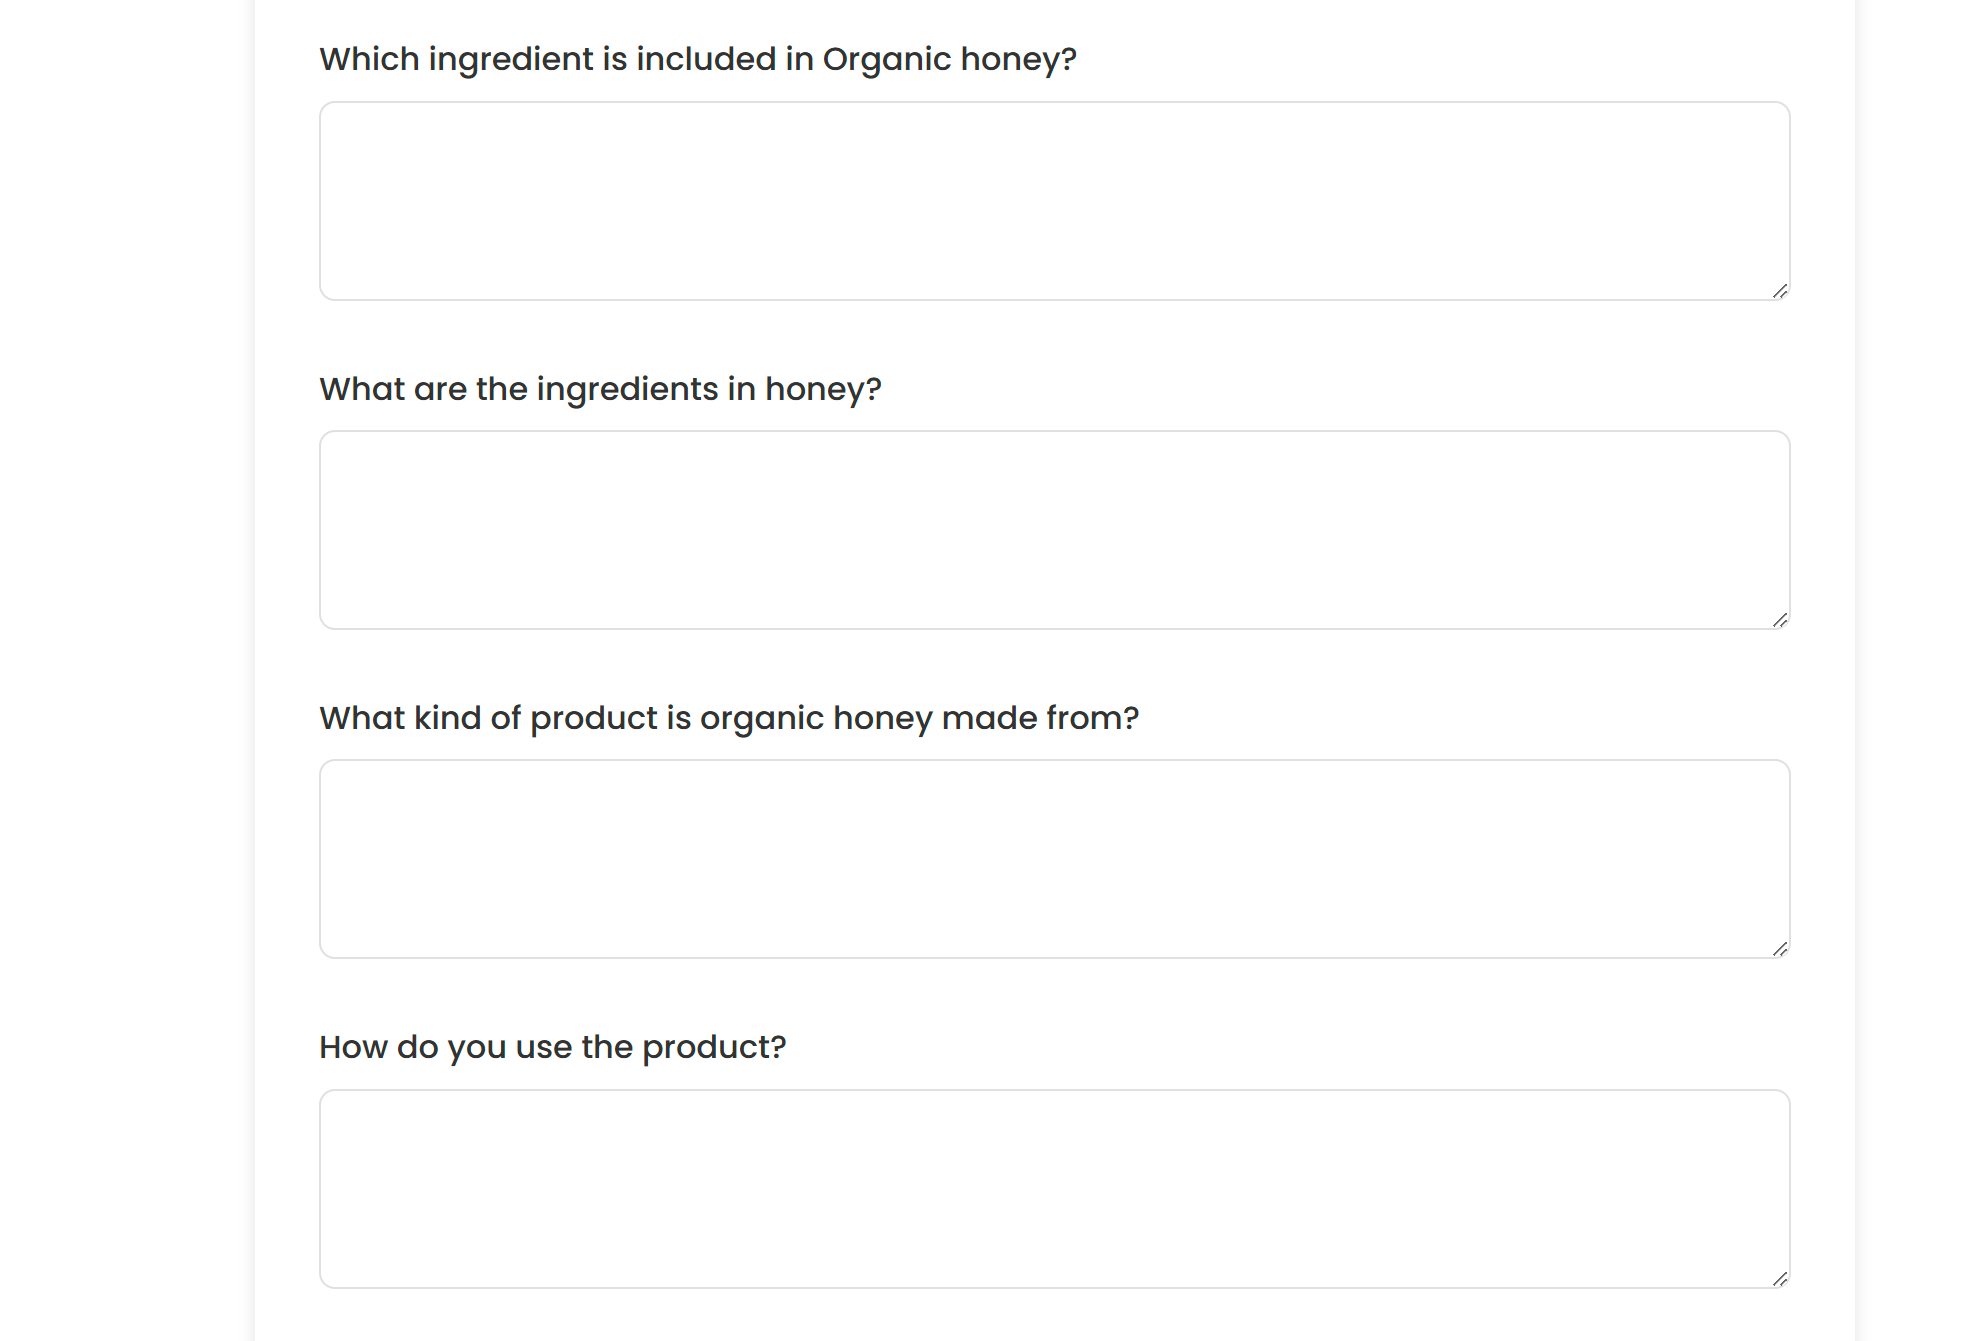 Which ingredient is included in Organic honey?
What are the ingredients in honey?
What kind of product is organic honey made from?
How do you use the product?